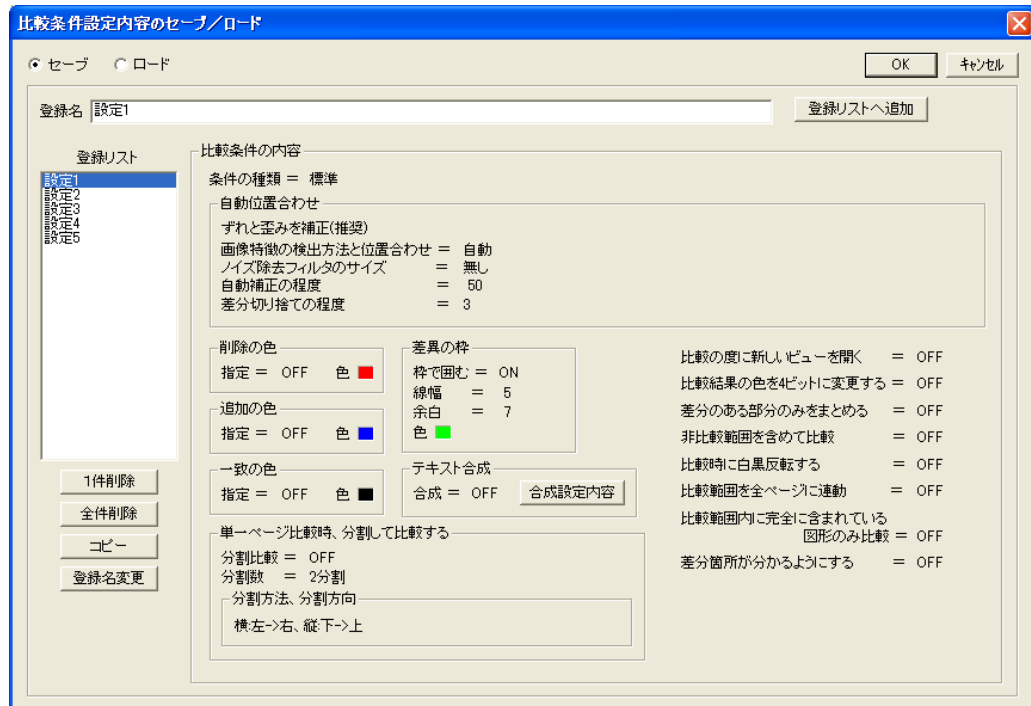 比較条件設定内容のセーブ／ロード
セーブ ロード OK キャンセル
登録名 設定1 登録リストへ追加
登録リスト
設定1
設定2
設定3
設定4
設定5
1件削除
全件削除
コピー
登録名変更
比較条件の内容
条件の種類 = 標準
自動位置合わせ
ずれと歪みを補正(推奨)
画像特徴の検出方法と位置合わせ = 自動
ノイズ除去フィルタのサイズ = 無し
自動補正の程度 = 50
差分切り捨ての程度 = 3
削除の色
指定 = OFF 色
追加の色
指定 = OFF 色
一致の色
指定 = OFF 色
差異の枠
枠で囲む = ON
線幅 = 5
余白 = 7
色
テキスト合成
合成 = OFF 合成設定内容
単一ページ比較時、分割して比較する
分割比較 = OFF
分割数 = 2分割
分割方法、分割方向
横:左->右、縦:下->上
比較の度に新しいビューを開く = OFF
比較結果の色を4ビットに変更する = OFF
差分のある部分のみをまとめる = OFF
非比較範囲を含めて比較 = OFF
比較時に白黒反転する = OFF
比較範囲を全ページに連動 = OFF
比較範囲内に完全に含まれている
図形のみ比較 = OFF
差分箇所が分かるようにする = OFF